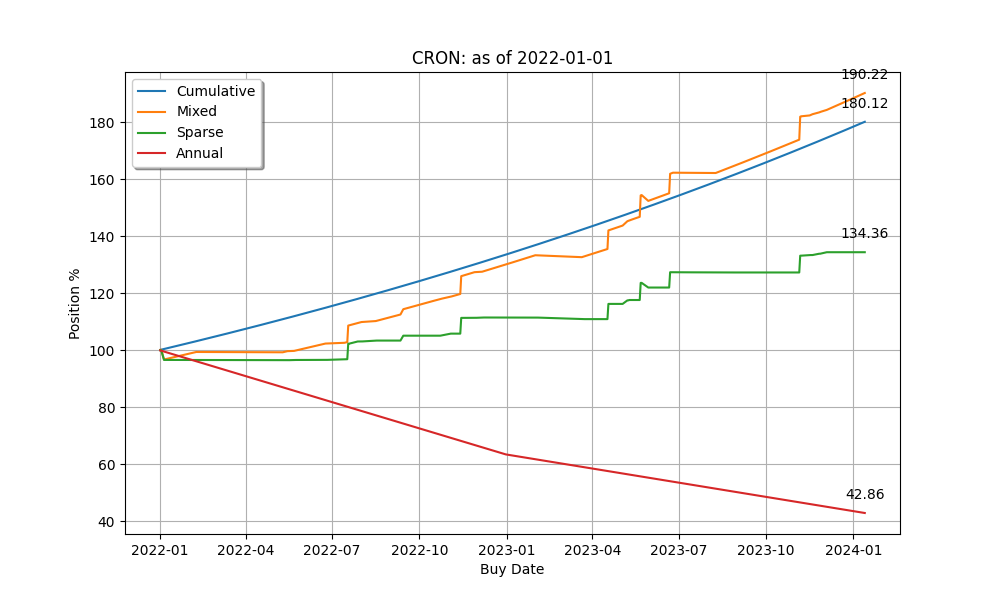 CRON: as of 2022-01-01
190.22
180.12
134.36
42.86
Cumulative
Mixed
Sparse
Annual
Position %
180
160
140
120
100
80
60
40
2022-01 2022-04 2022-07 2022-10 2023-01 2023-04 2023-07 2023-10 2024-01
Buy Date